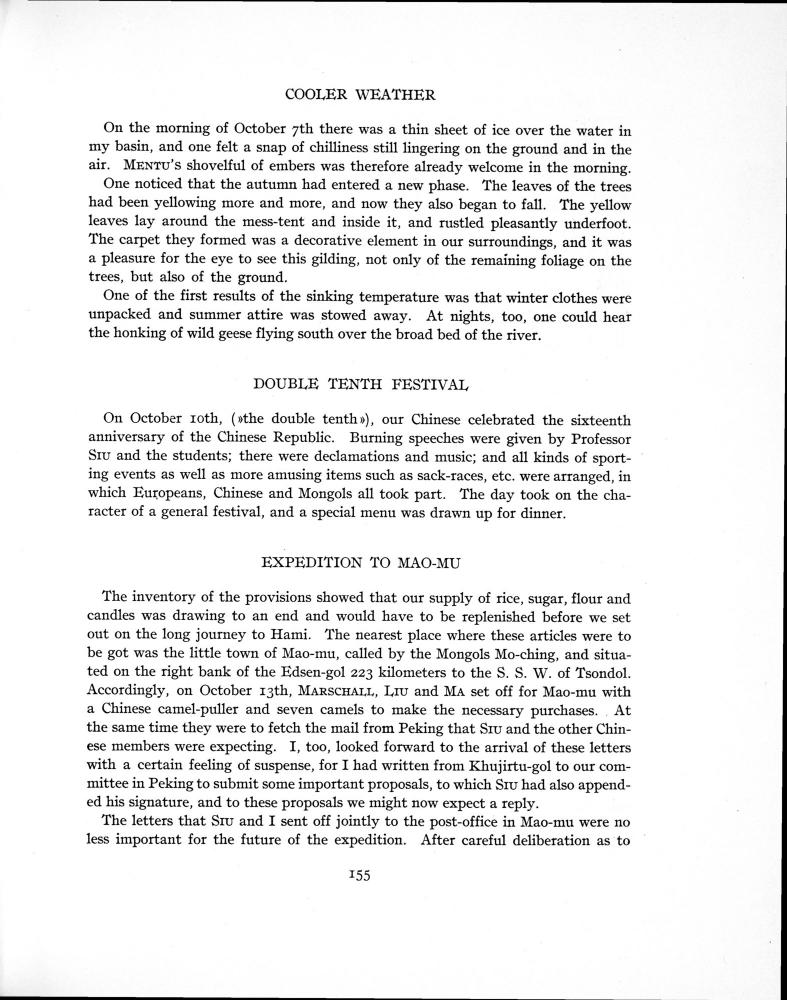 COOLER WEATHER
On the morning of October 7th there was a thin sheet of ice over the water in
my basin, and one felt a snap of chilliness still lingering on the ground and in the
air. MENTU'S shovelful of embers was therefore already welcome in the morning.
One noticed that the autumn had entered a new phase. The leaves of the trees
had been yellowing more and more, and now they also began to fall. The yellow
leaves lay around the mess-tent and inside it, and rustled pleasantly underfoot.
The carpet they formed was a decorative element in our surroundings, and it was
a pleasure for the eye to see this gilding, not only of the remaining foliage on the
trees, but also of the ground.
One of the first results of the sinking temperature was that winter clothes were
unpacked and summer attire was stowed away. At nights, too, one could hear
the honking of wild geese flying south over the broad bed of the river.
DOUBLE TENTH FESTIVAL
On October 10th, (»the double tenth»), our Chinese celebrated the sixteenth
anniversary of the Chinese Republic. Burning speeches were given by Professor
SIU and the students; there were declamations and music; and all kinds of sport-
ing events as well as more amusing items such as sack-races, etc. were arranged, in
which Europeans, Chinese and Mongols all took part. The day took on the cha-
racter of a general festival, and a special menu was drawn up for dinner.
EXPEDITION TO MAO-MU
The inventory of the provisions showed that our supply of rice, sugar, flour and
candles was drawing to an end and would have to be replenished before we set
out on the long journey to Hami. The nearest place where these articles were to
be got was the little town of Mao-mu, called by the Mongols Mo-ching, and situa-
ted on the right bank of the Edsen-gol 223 kilometers to the S. S. W. of Tsondol.
Accordingly, on October 13th, MARSCHALL, LIU and MA set off for Mao-mu with
a Chinese camel-puller and seven camels to make the necessary purchases. At
the same time they were to fetch the mail from Peking that SIU and the other Chin-
ese members were expecting. I, too, looked forward to the arrival of these letters
with a certain feeling of suspense, for I had written from Khujirtu-gol to our com-
mittee in Peking to submit some important proposals, to which SIU had also append-
ed his signature, and to these proposals we might now expect a reply.
The letters that SIU and I sent off jointly to the post-office in Mao-mu were no
less important for the future of the expedition. After careful deliberation as to
155